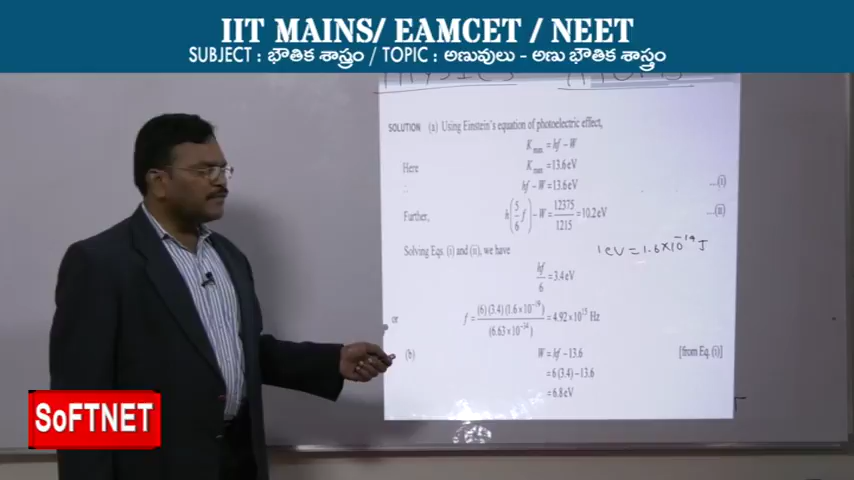 IIT MAINS/ EAMCET / NEET
SUBJECT : భౌతిక శాస్త్రం / TOPIC : అణువులు - అణు భౌతిక శాస్త్రం
SOLUTION (a) Using Einstein's equation of photoelectric effect,
K_max = hf − W
Here K_max = 13.6 eV
∴ hf − W = 13.6 eV ...(i)
Further, h(5/6 f) − W = 12375/1215 = 10.2 eV ...(ii)
Solving Eqs. (i) and (ii), we have
1 eV = 1.6×10⁻¹⁹ J
hf/6 = 3.4 eV
or f = (6)(3.4)(1.6 × 10⁻¹⁹)/(6.63 × 10⁻³⁴) = 4.92 × 10¹⁵ Hz
(b) W = hf − 13.6 [from Eq. (i)]
= 6 (3.4) − 13.6
= 6.8 eV
SoFTNET